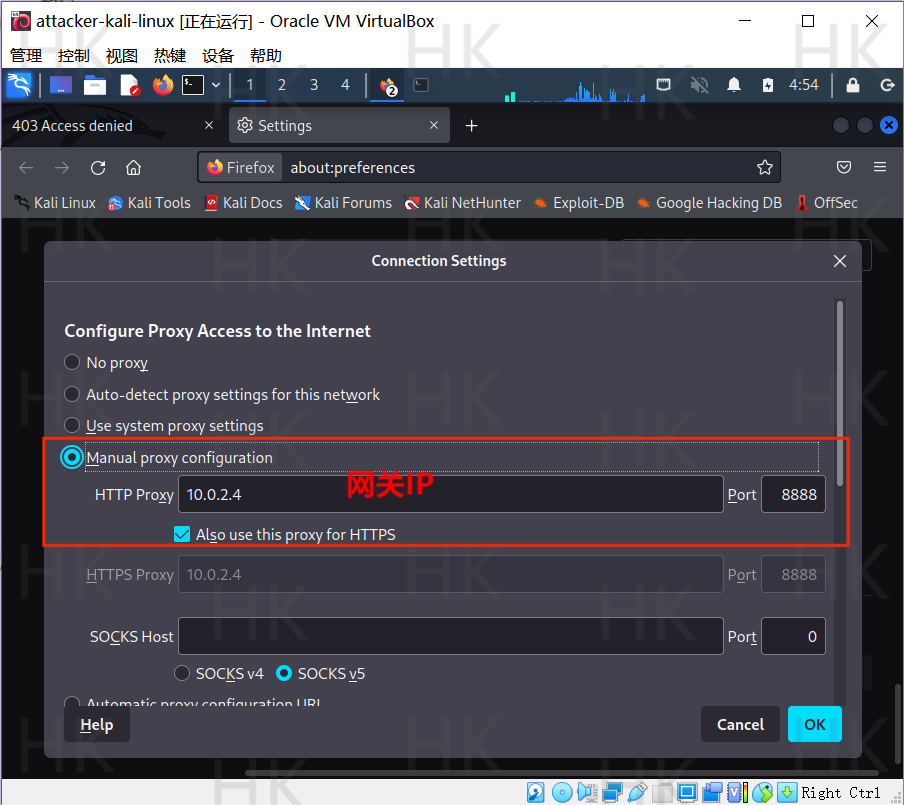 attacker-kali-linux [正在运行] - Oracle VM VirtualBox
管理 控制 视图 热键 设备 帮助
1 2 3 4 2 4:54
403 Access denied Settings
Firefox about:preferences
Kali Linux Kali Tools Kali Docs Kali Forums Kali NetHunter Exploit-DB Google Hacking DB OffSec
Connection Settings
Configure Proxy Access to the Internet
No proxy
Auto-detect proxy settings for this network
Use system proxy settings
Manual proxy configuration
网关IP
HTTP Proxy 10.0.2.4 Port 8888
Also use this proxy for HTTPS
HTTPS Proxy 10.0.2.4 Port 8888
SOCKS Host Port 0
SOCKS v4 SOCKS v5
Automatic proxy configuration URL
Help Cancel OK
Right Ctrl
HK